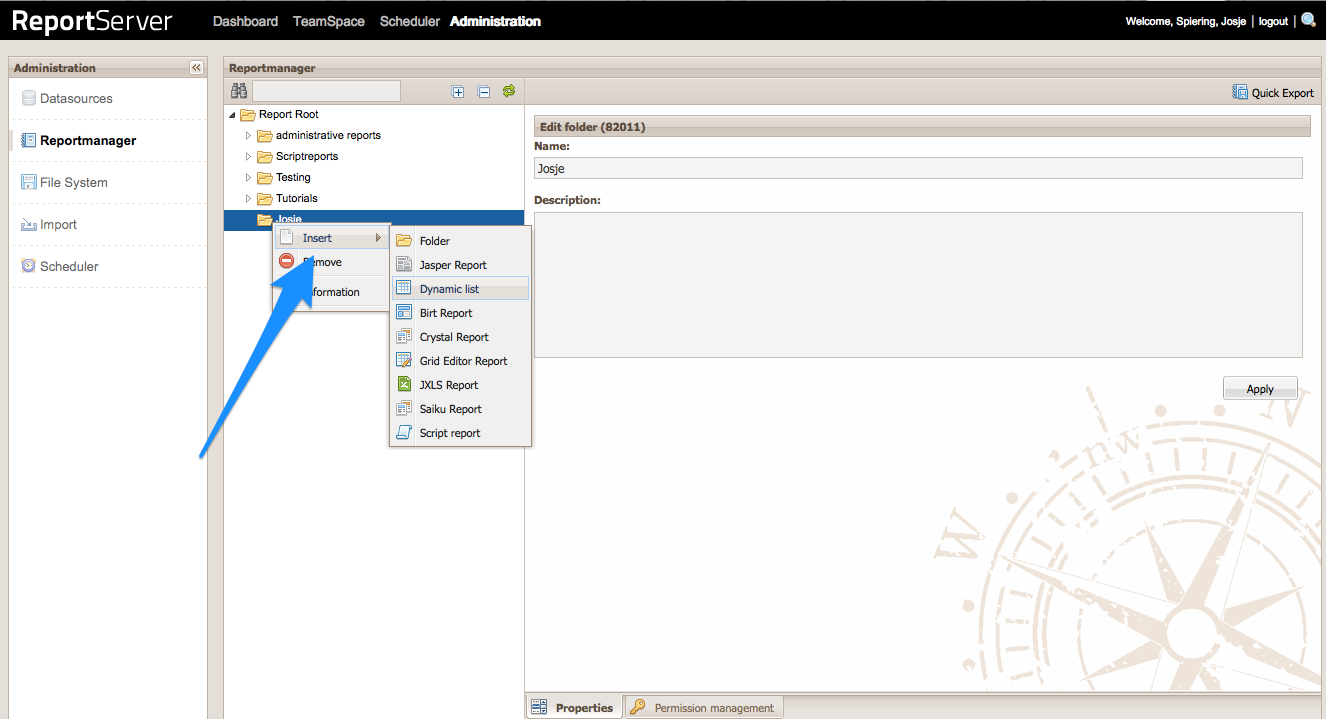 ReportServer Dashboard TeamSpace Scheduler Administration Welcome, Spiering, Josje | logout |
Administration
Datasources
Reportmanager
File System
Import
Scheduler
Reportmanager
Quick Export
Report Root
administrative reports
Scriptreports
Testing
Tutorials
Josje
Insert
Remove
Information
Folder
Jasper Report
Dynamic list
Birt Report
Crystal Report
Grid Editor Report
JXLS Report
Saiku Report
Script report
Edit folder (82011)
Name:
Josje
Description:
Apply
W
nw
W
Properties
Permission management